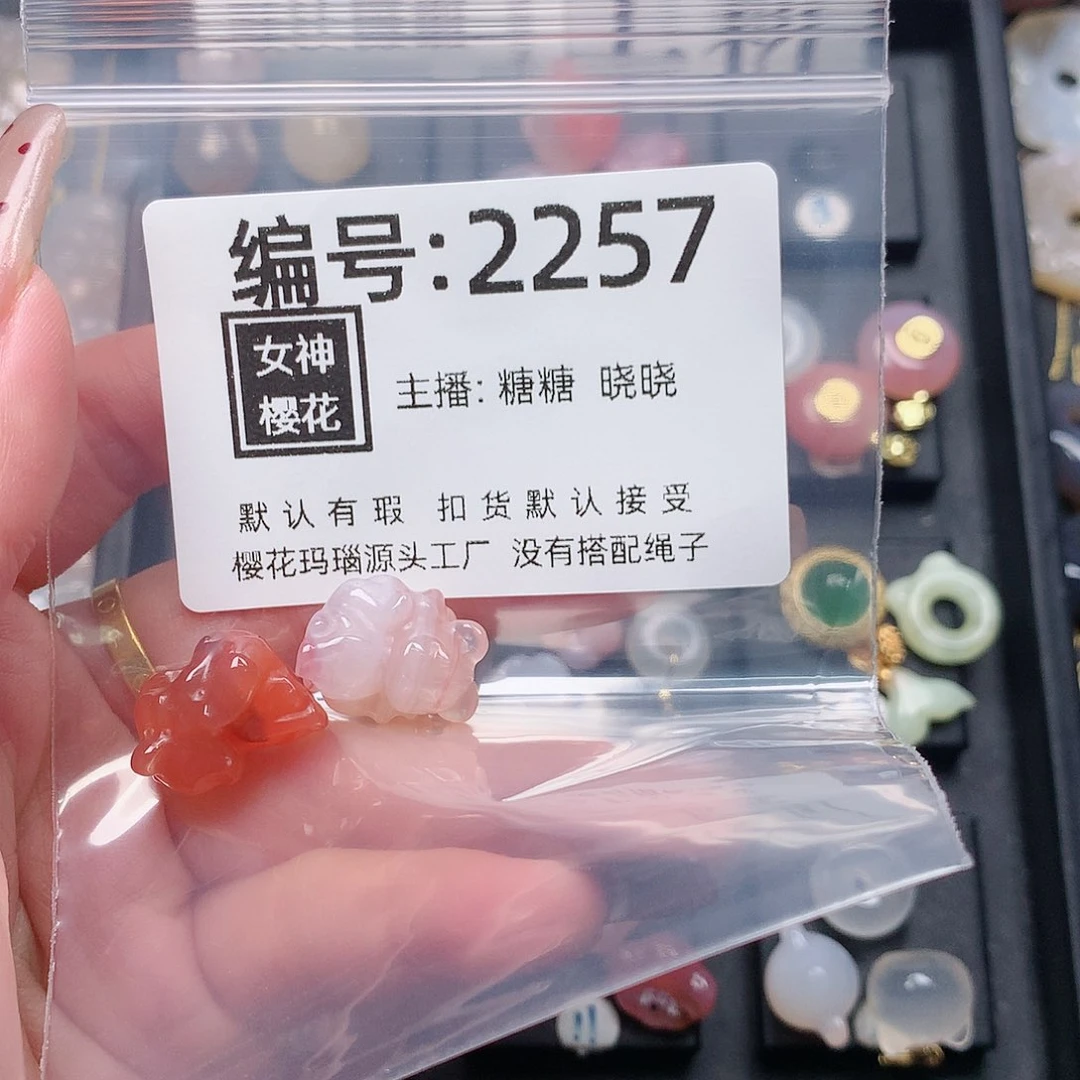 编号:2257
女神
樱花
主播: 糖糖 晓晓
默认有瑕 扣货默认接受
樱花玛瑙源头工厂 没有搭配绳子